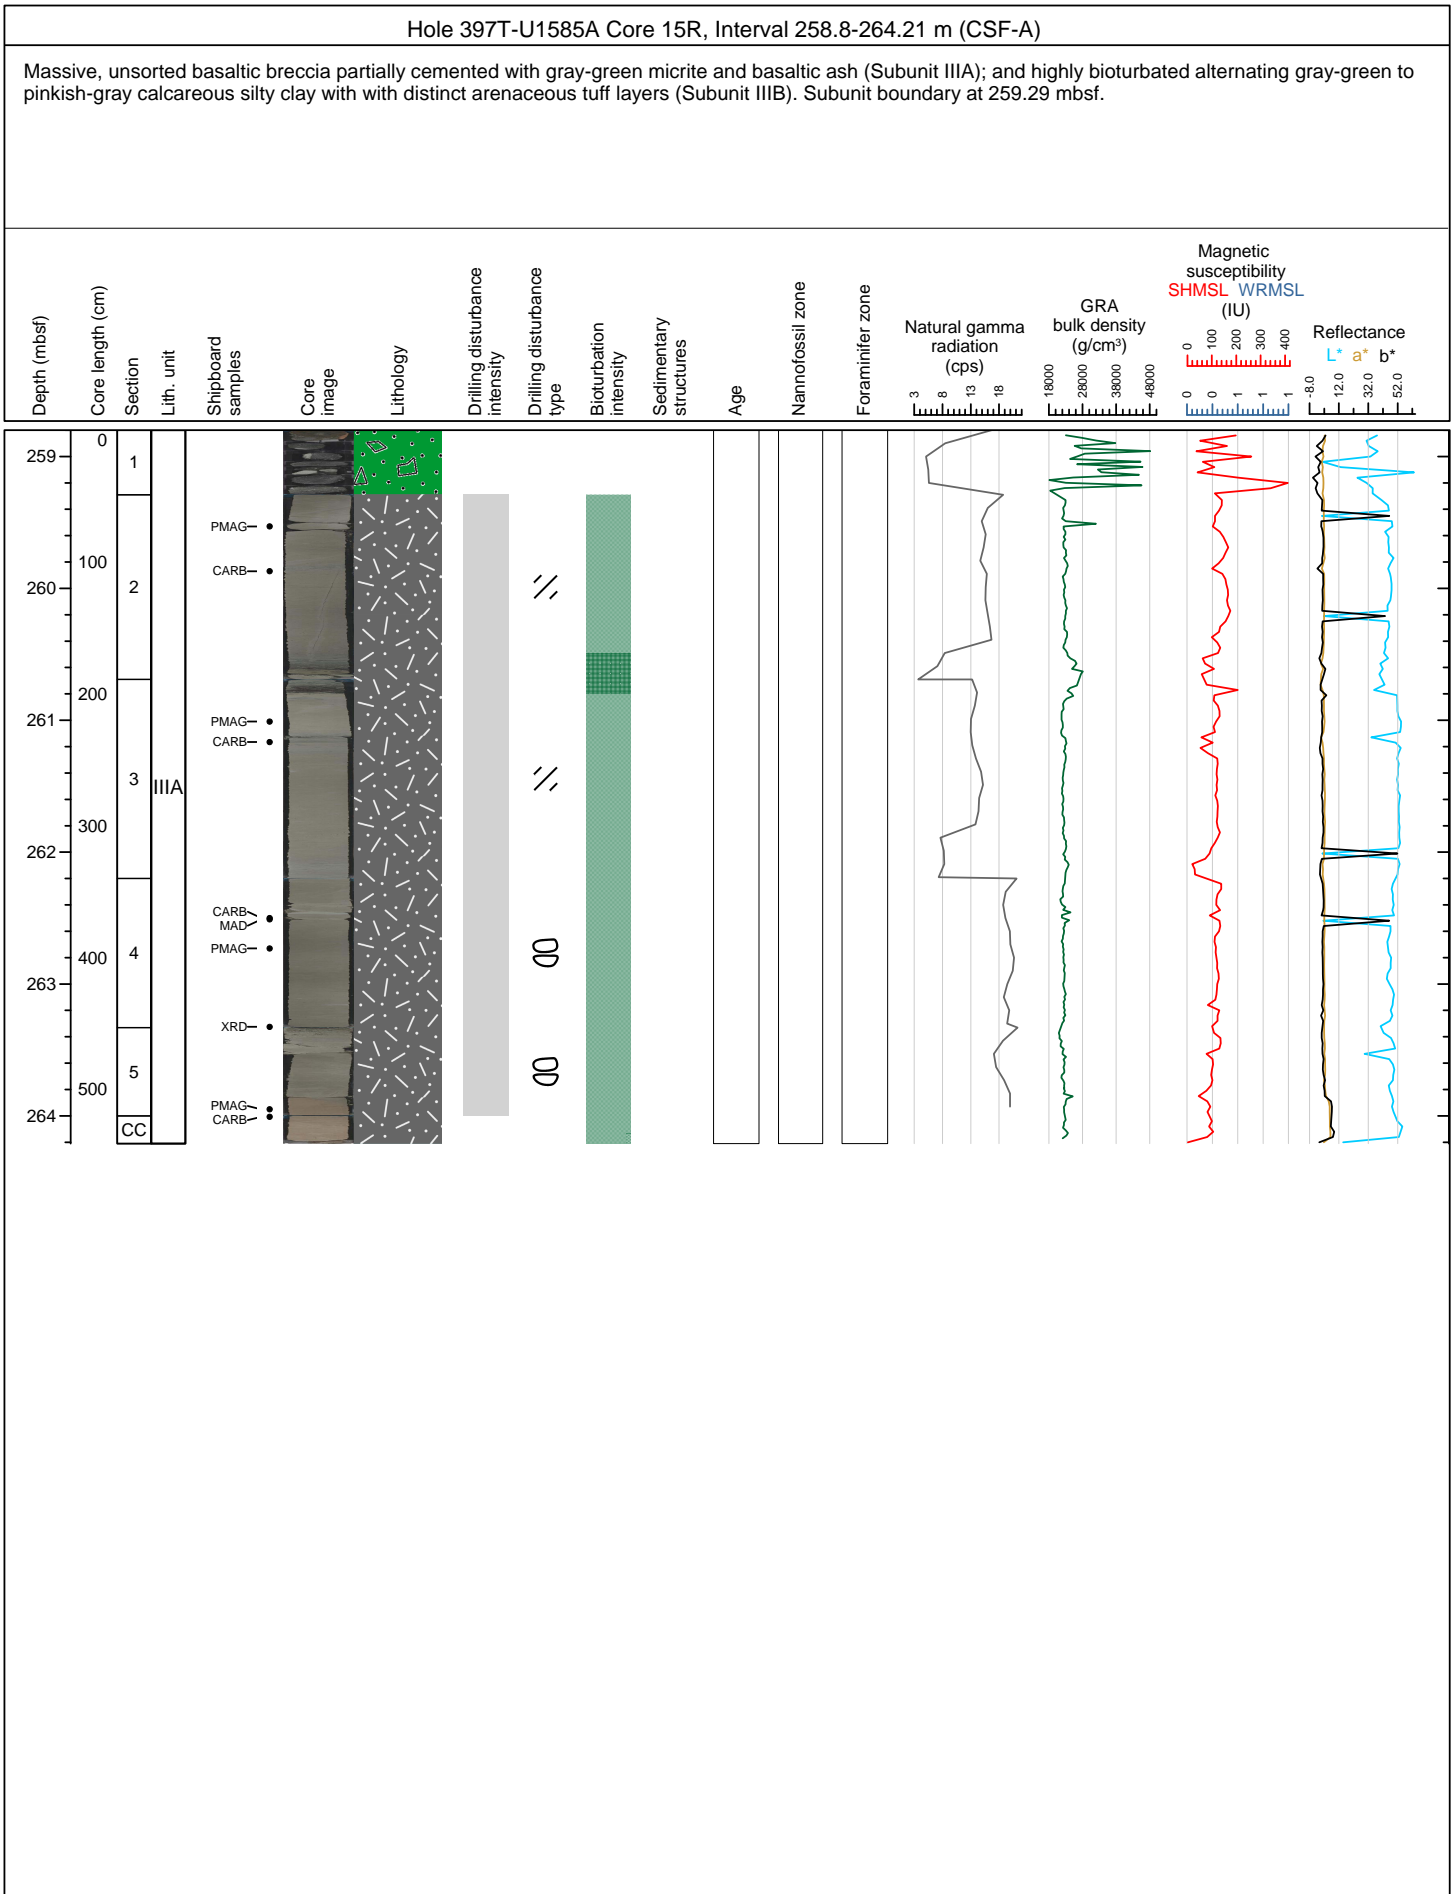 Hole 397T-U1585A Core 15R, Interval 258.8-264.21 m (CSF-A)
Massive, unsorted basaltic breccia partially cemented with gray-green micrite and basaltic ash (Subunit IIIA); and highly bioturbated alternating gray-green to
pinkish-gray calcareous silty clay with with distinct arenaceous tuff layers (Subunit IIIB). Subunit boundary at 259.29 mbsf.
Depth (mbsf)
Core length (cm)
Section
Lith. unit
Shipboard
samples
Core
image
Lithology
Drilling disturbance
intensity
Drilling disturbance
type
Bioturbation
intensity
Sedimentary
structures
Age
Nannofossil zone
Foraminifer zone
Natural gamma
radiation
(cps)
3 8 13 18
GRA
bulk density
(g/cm³)
18000 28000 38000 48000
Magnetic
susceptibility
SHMSL WRMSL
(IU)
0 100 200 300 400
0 0 1 1 1
Reflectance
L* a* b*
-8.0 12.0 32.0 52.0
0
259
1
PMAG
100
CARB
260
2
200
PMAG
261
CARB
3
IIIA
300
262
CARB
MAD
PMAG
400
4
263
XRD
5
500
PMAG
264
CARB
CC